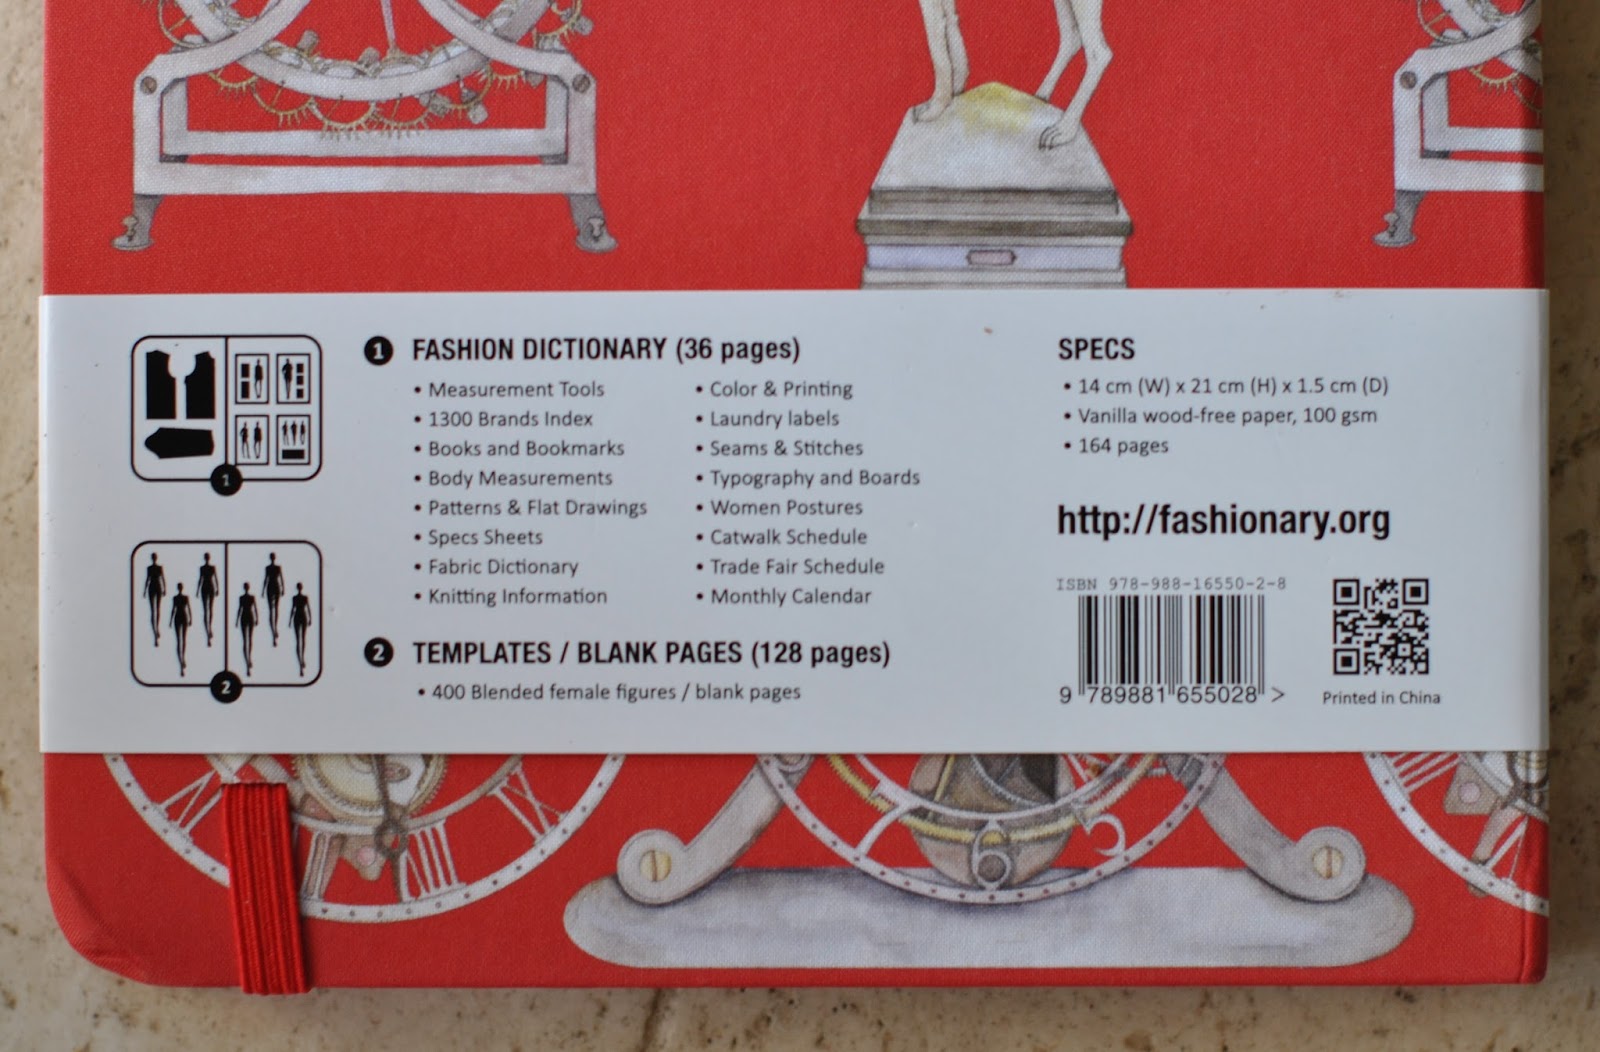 1 FASHION DICTIONARY (36 pages)
• Measurement Tools
• 1300 Brands Index
• Books and Bookmarks
• Body Measurements
• Patterns & Flat Drawings
• Specs Sheets
• Fabric Dictionary
• Knitting Information
• Color & Printing
• Laundry labels
• Seams & Stitches
• Typography and Boards
• Women Postures
• Catwalk Schedule
• Trade Fair Schedule
• Monthly Calendar
2 TEMPLATES / BLANK PAGES (128 pages)
• 400 Blended female figures / blank pages
1
2
SPECS
• 14 cm (W) x 21 cm (H) x 1.5 cm (D)
• Vanilla wood-free paper, 100 gsm
• 164 pages
http://fashionary.org
ISBN 978-988-16550-2-8
9 789881 655028 >
Printed in China